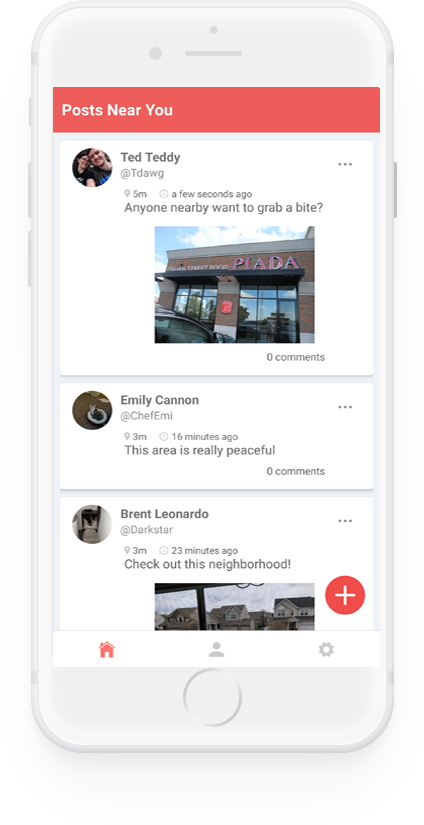 Posts Near You
Ted Teddy
@Tdawg
5m a few seconds ago
Anyone nearby want to grab a bite?
ITALIAN STREET FOOD PIADA
0 comments
Emily Cannon
@ChefEmi
3m 16 minutes ago
This area is really peaceful
0 comments
Brent Leonardo
@Darkstar
3m 23 minutes ago
Check out this neighborhood!